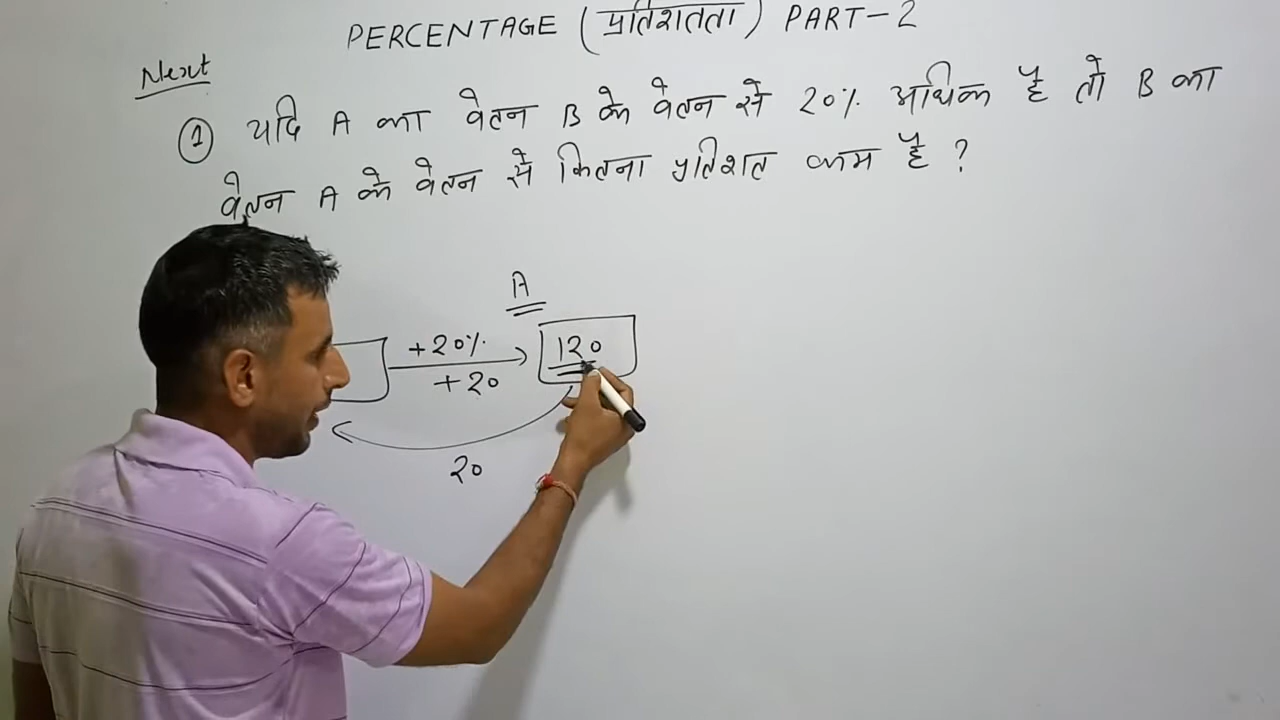 PERCENTAGE (प्रतिशतता) PART-2
Next
① यदि A का वेतन B के वेतन से 20% अधिक है तो B का
वेतन A के वेतन से कितना प्रतिशत कम है ?
A
+20%
120
+20
20